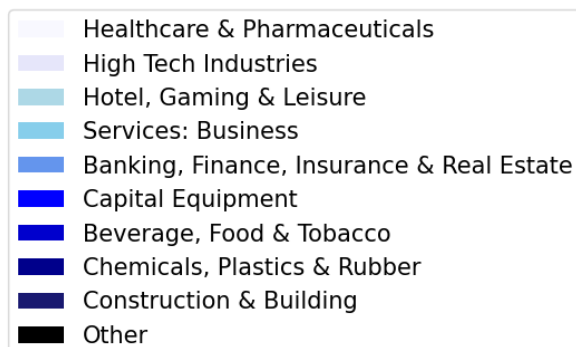 Healthcare & Pharmaceuticals
High Tech Industries
Hotel, Gaming & Leisure
Services: Business
Banking, Finance, Insurance & Real Estate
Capital Equipment
Beverage, Food & Tobacco
Chemicals, Plastics & Rubber
Construction & Building
Other